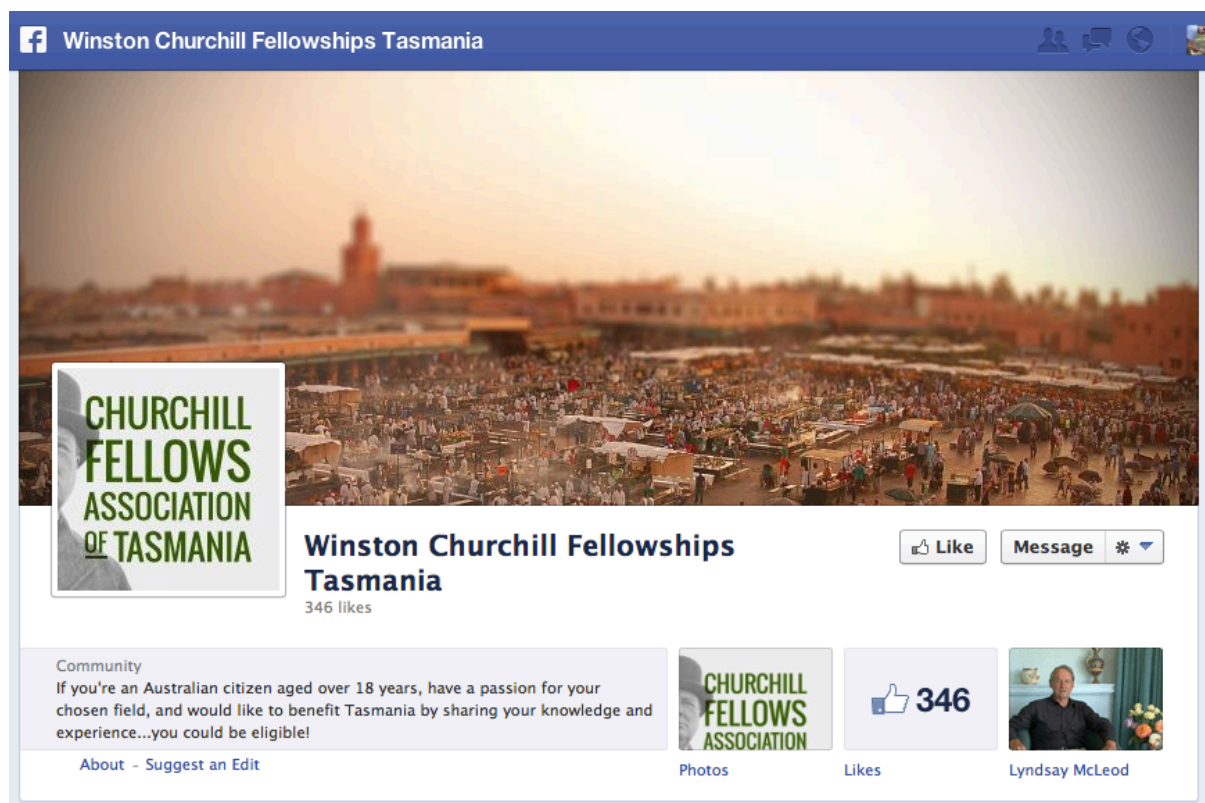 f Winston Churchill Fellowships Tasmania
CHURCHILL
FELLOWS
ASSOCIATION
OF TASMANIA
Winston Churchill Fellowships
Tasmania
346 likes
Like
Message
Community
If you're an Australian citizen aged over 18 years, have a passion for your
chosen field, and would like to benefit Tasmania by sharing your knowledge and
experience...you could be eligible!
About - Suggest an Edit
CHURCHILL
FELLOWS
ASSOCIATION
Photos
346
Likes
Lyndsay McLeod